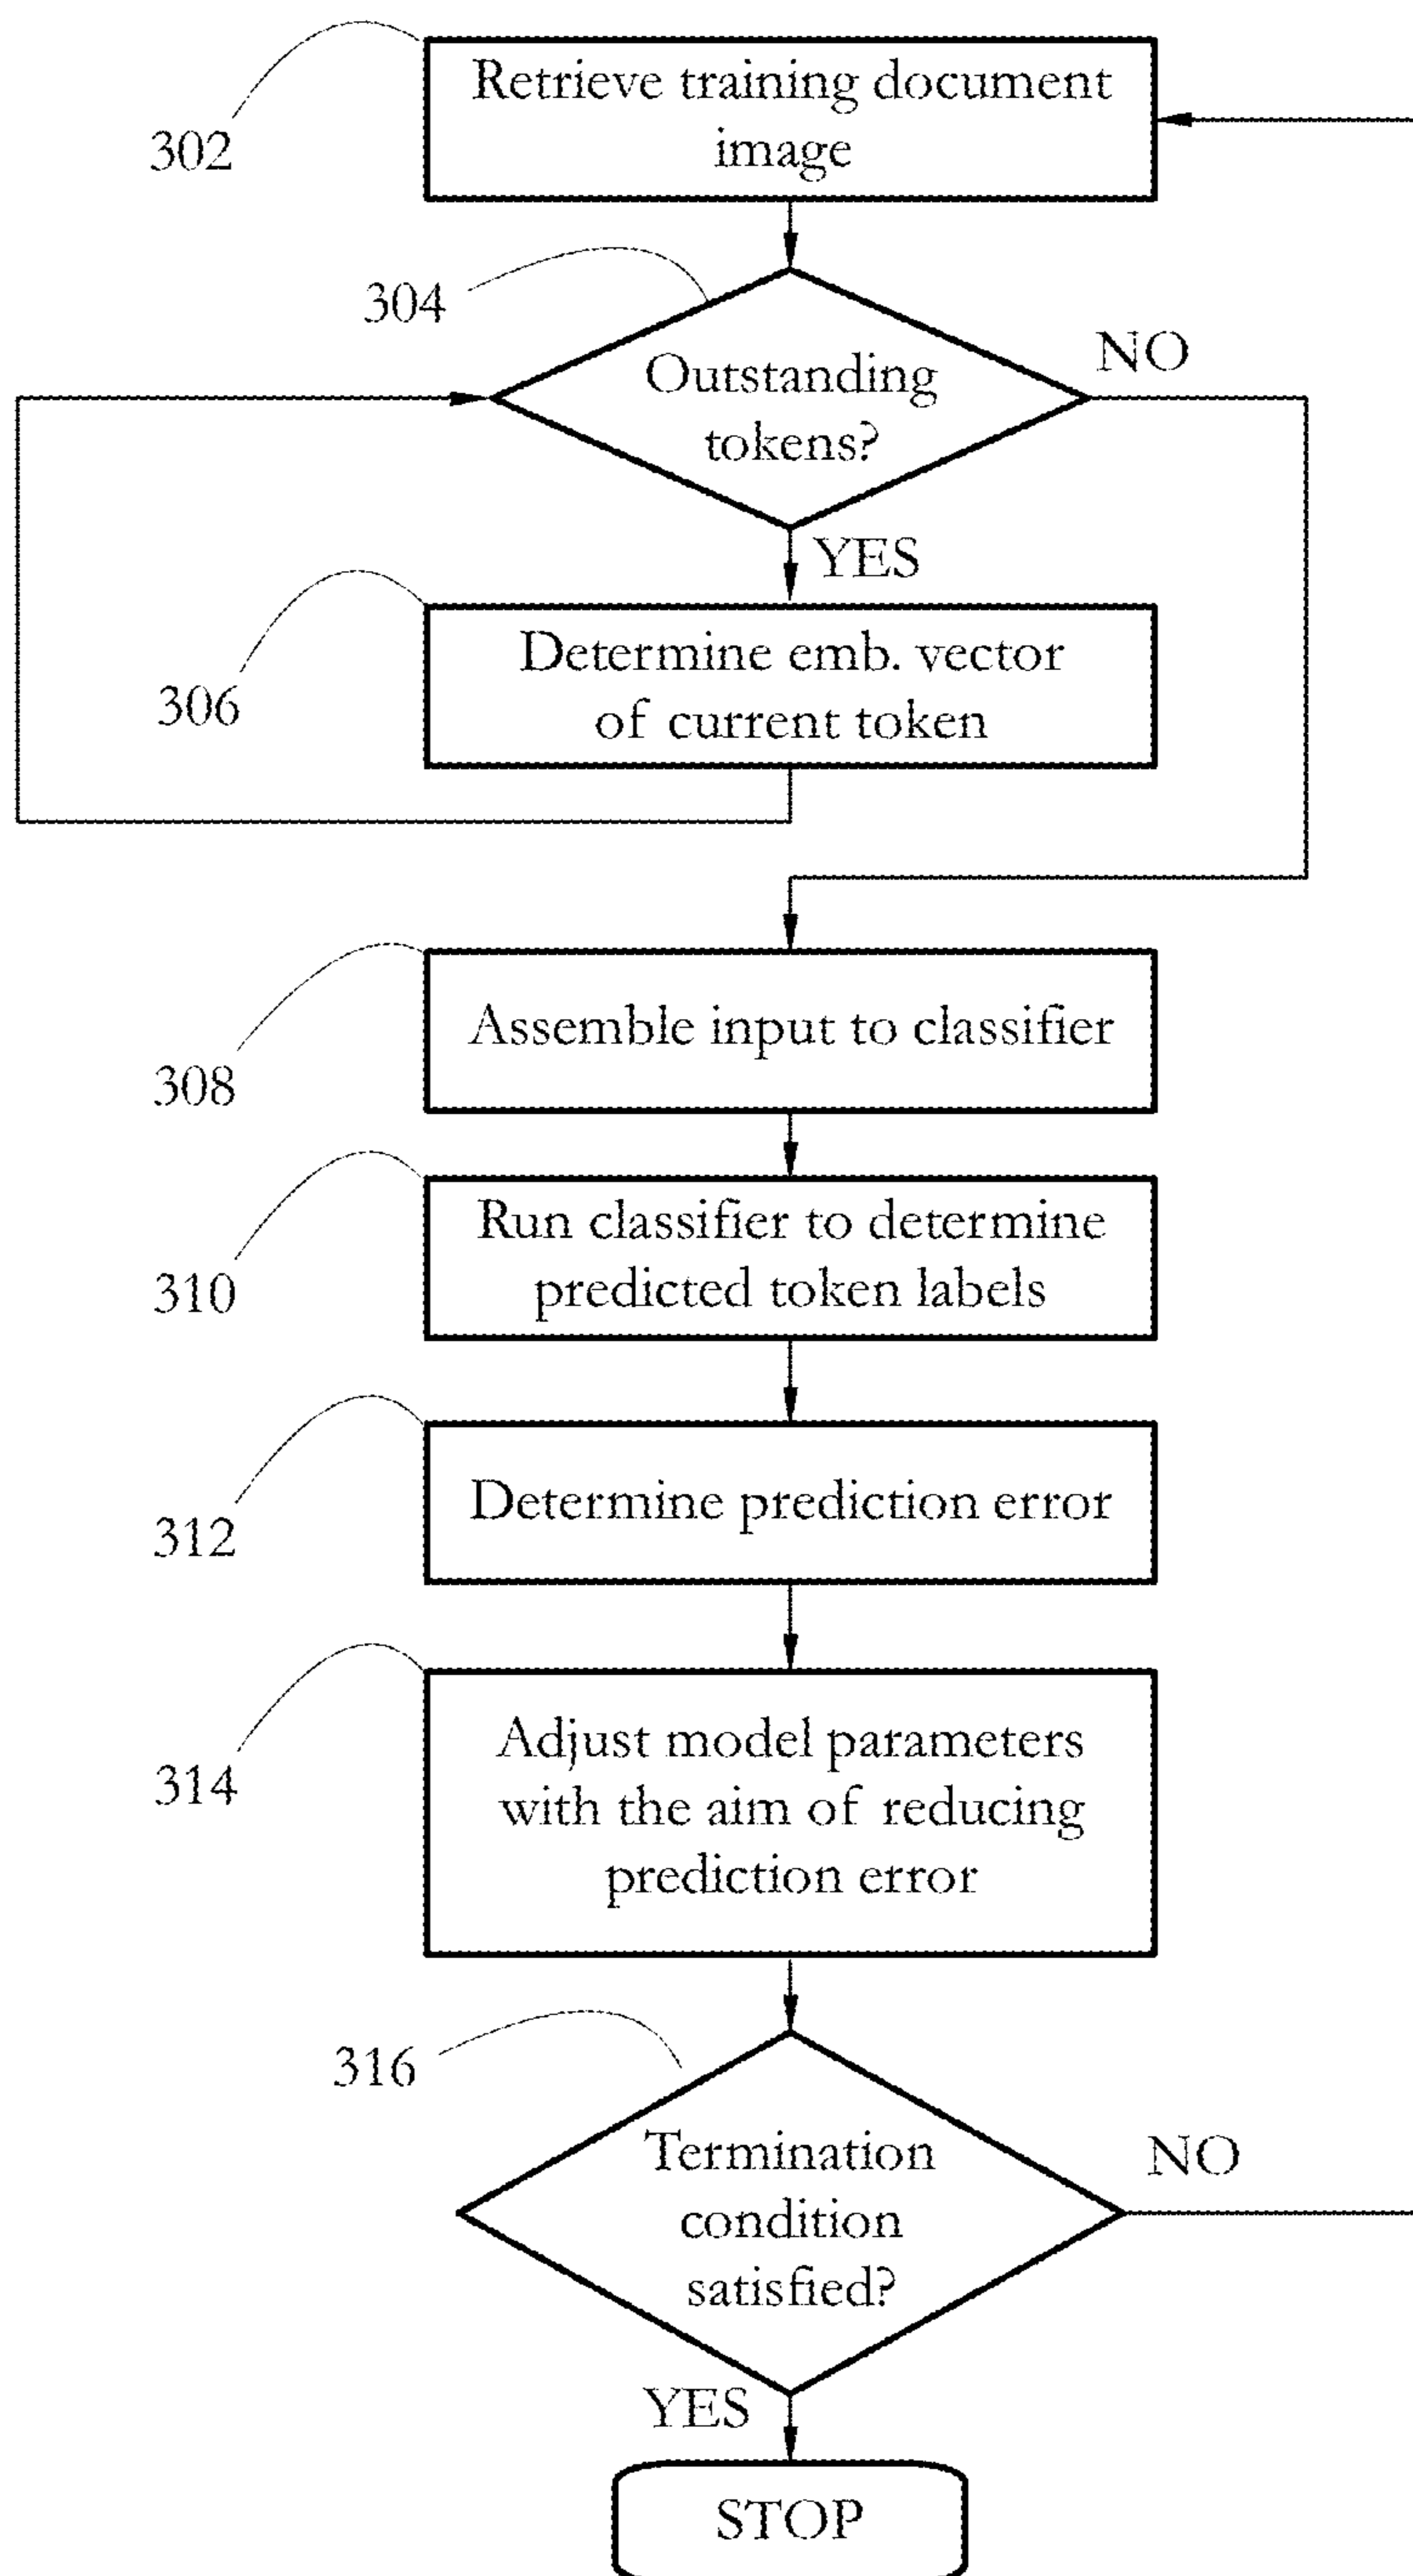 302
Retrieve training document
image
304
Outstanding
tokens?
NO
YES
306
Determine emb. vector
of current token
308
Assemble input to classifier
310
Run classifier to determine
predicted token labels
312
Determine prediction error
314
Adjust model parameters
with the aim of reducing
prediction error
316
Termination
condition
satisfied?
NO
YES
STOP